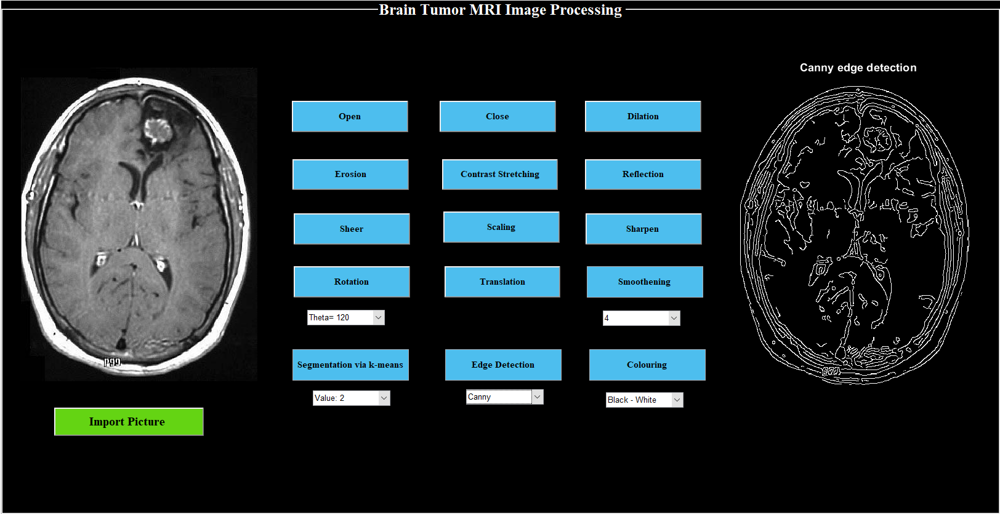 Brain Tumor MRI Image Processing
Canny edge detection
Open
Close
Dilation
Erosion
Contrast Stretching
Reflection
Sheer
Scaling
Sharpen
Rotation
Translation
Smoothening
Theta= 120
4
Segmentation via k-means
Edge Detection
Colouring
Value: 2
Canny
Black - White
Import Picture